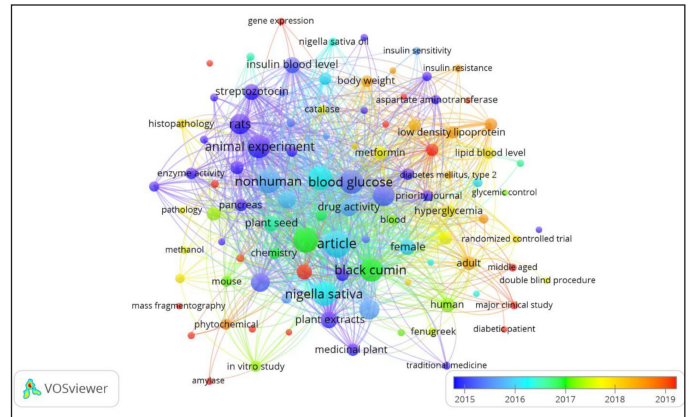 gene expression
nigella sativa oil
insulin sensitivity
insulin blood level
insulin resistance
body weight
streptozotocin
catalase
aspartate aminotransferase
histopathology
rats
low density lipoprotein
animal experiment
metformin
lipid blood level
enzyme activity
nonhuman
blood glucose
diabetes mellitus, type 2
priority journal
glycemic control
pancreas
drug activity
pathology
blood
hyperglycemia
plant seed
randomized controlled trial
article
female
methanol
chemistry
adult
middle aged
black cumin
double blind procedure
mouse
nigella sativa
mass fragmentography
human
major clinical study
plant extracts
phytochemical
fenugreek
diabetic patient
medicinal plant
in vitro study
traditional medicine
amylase
VOSviewer
2015 2016 2017 2018 2019